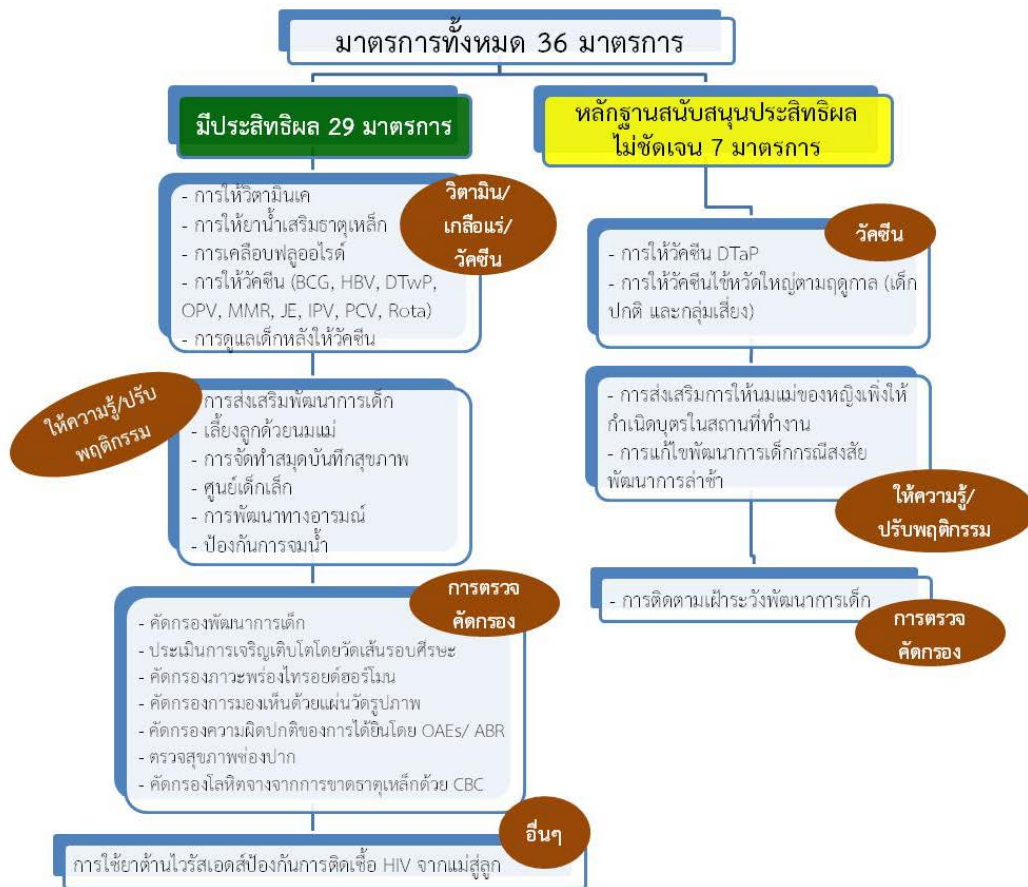 มาตรการทั้งหมด 36 มาตรการ
มีประสิทธิผล 29 มาตรการ
หลักฐานสนับสนุนประสิทธิผล
ไม่ชัดเจน 7 มาตรการ
วิตามิน/
เกลือแร่/
วัคซีน
- การให้วิตามินเค
- การให้ยาน้ำเสริมธาตุเหล็ก
- การเคลือบฟลูออไรด์
- การให้วัคซีน (BCG, HBV, DTwP,
OPV, MMR, JE, IPV, PCV, Rota)
- การดูแลเด็กหลังให้วัคซีน
วัคซีน
- การให้วัคซีน DTaP
- การให้วัคซีนไข้หวัดใหญ่ตามฤดูกาล (เด็ก
ปกติ และกลุ่มเสี่ยง)
ให้ความรู้/ปรับ
พฤติกรรม
การส่งเสริมพัฒนาการเด็ก
- เลี้ยงลูกด้วยนมแม่
- การจัดทำสมุดบันทึกสุขภาพ
- ศูนย์เด็กเล็ก
- การพัฒนาทางอารมณ์
- ป้องกันการจมน้ำ
- การส่งเสริมการให้นมแม่ของหญิงเพิ่งให้
กำเนิดบุตรในสถานที่ทำงาน
- การแก้ไขพัฒนาการเด็กกรณีสงสัย
พัฒนาการล่าช้า
ให้ความรู้/
ปรับพฤติกรรม
การตรวจ
คัดกรอง
- คัดกรองพัฒนาการเด็ก
- ประเมินการเจริญเติบโตโดยวัดเส้นรอบศีรษะ
- คัดกรองภาวะพร่องไทรอยด์ฮอร์โมน
- คัดกรองการมองเห็นด้วยแผ่นวัดรูปภาพ
- คัดกรองความผิดปกติของการได้ยินโดย OAEs/ ABR
- ตรวจสุขภาพช่องปาก
- คัดกรองโลหิตจางจากการขาดธาตุเหล็กด้วย CBC
- การติดตามเฝ้าระวังพัฒนาการเด็ก
การตรวจ
คัดกรอง
อื่นๆ
การใช้ยาต้านไวรัสเอดส์ป้องกันการติดเชื้อ HIV จากแม่สู่ลูก